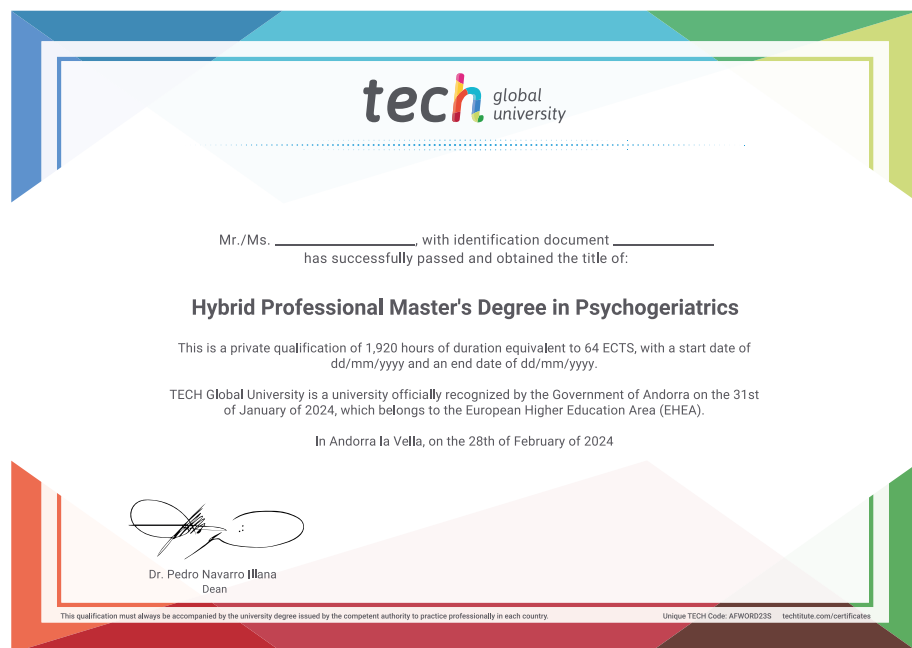 tech global university
Mr./Ms. ____________________, with identification document ______________
has successfully passed and obtained the title of:
Hybrid Professional Master's Degree in Psychogeriatrics
This is a private qualification of 1,920 hours of duration equivalent to 64 ECTS, with a start date of
dd/mm/yyyy and an end date of dd/mm/yyyy.
TECH Global University is a university officially recognized by the Government of Andorra on the 31st
of January of 2024, which belongs to the European Higher Education Area (EHEA).
In Andorra la Vella, on the 28th of February of 2024
Dr. Pedro Navarro Illana
Dean
This qualification must always be accompanied by the university degree issued by the competent authority to practice professionally in each country. Unique TECH Code: AFWORD23S techtitute.com/certificates